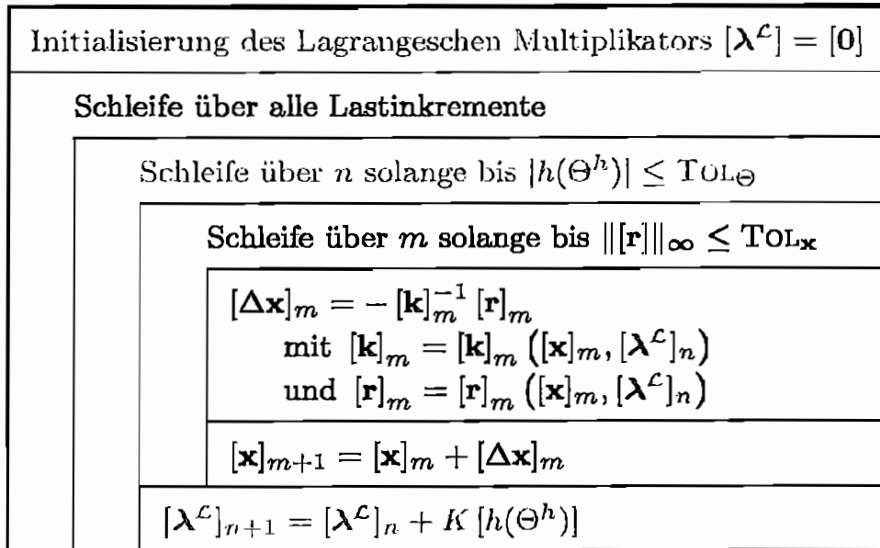 Initialisierung des Lagrangeschen Multiplikators [λ^ℒ] = [0]
Schleife über alle Lastinkremente
Schleife über n solange bis |h(Θ^h)| ≤ TOL_Θ
Schleife über m solange bis ‖[r]‖_∞ ≤ TOL_x
[Δx]_m = − [k]_m^{−1} [r]_m
mit [k]_m = [k]_m ([x]_m, [λ^ℒ]_n)
und [r]_m = [r]_m ([x]_m, [λ^ℒ]_n)
[x]_{m+1} = [x]_m + [Δx]_m
[λ^ℒ]_{n+1} = [λ^ℒ]_n + K [h(Θ^h)]